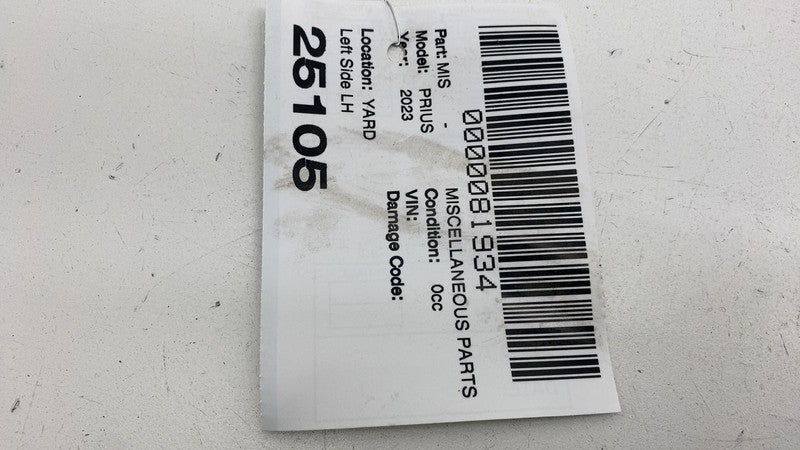 0000081934
Part: MIS - MISCELLANEOUS PARTS
Model: PRIUS Condition: 0cc
Year: 2023 VIN:
Damage Code:
Location: YARD
Left Side LH
25105